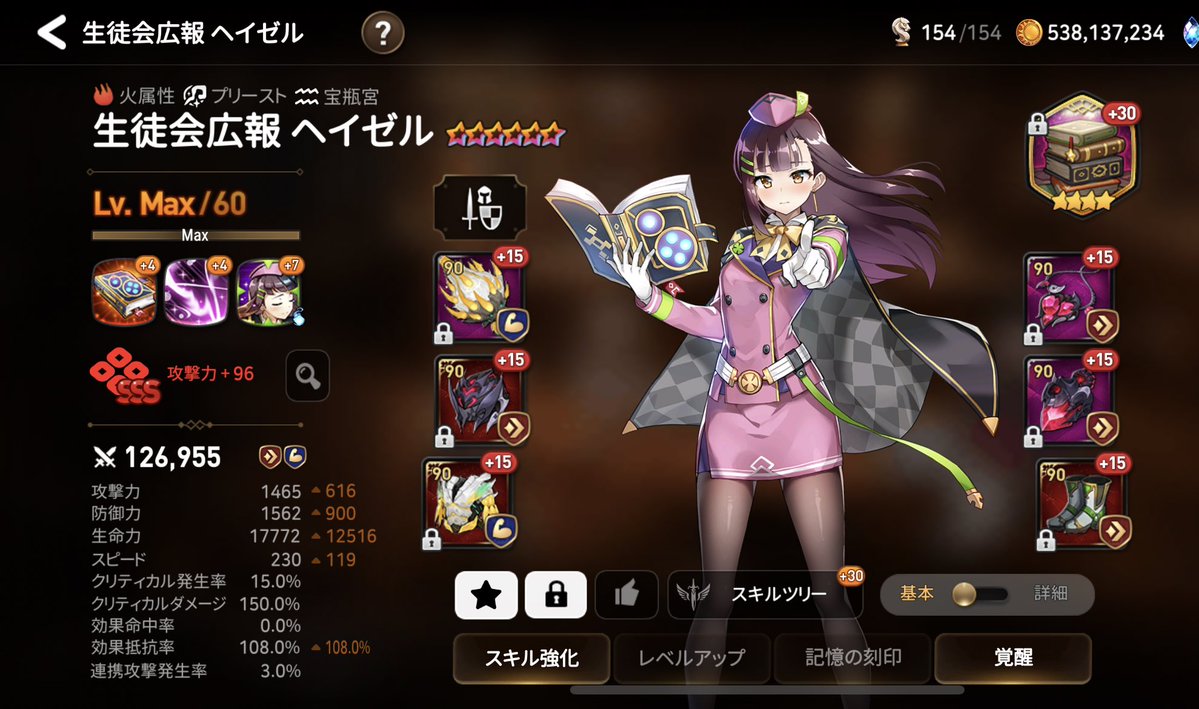 生徒会広報 ヘイゼル ?
154/154 538,137,234
火属性 プリースト 宝瓶宮
生徒会広報 ヘイゼル
Lv. Max/60
Max
+4 +4 +7
SSS 攻撃力+96
126,955
攻撃力 1465 616
防御力 1562 900
生命力 17772 12516
スピード 230 119
クリティカル発生率 15.0%
クリティカルダメージ 150.0%
効果命中率 0.0%
効果抵抗率 108.0% 108.0%
連携攻撃発生率 3.0%
90 +15
90 +15
90 +15
+30
90 +15
90 +15
90 +15
スキルツリー +30
基本 詳細
スキル強化 レベルアップ 記憶の刻印 覚醒